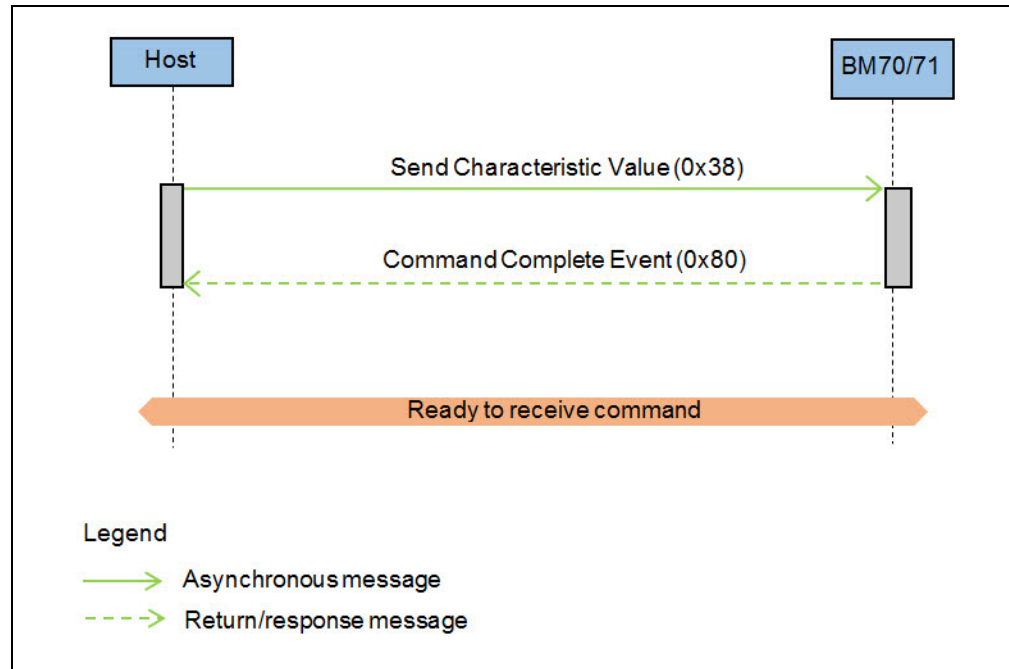 Host
BM70/71
Send Characteristic Value (0x38)
Command Complete Event (0x80)
Ready to receive command
Legend
Asynchronous message
Return/response message